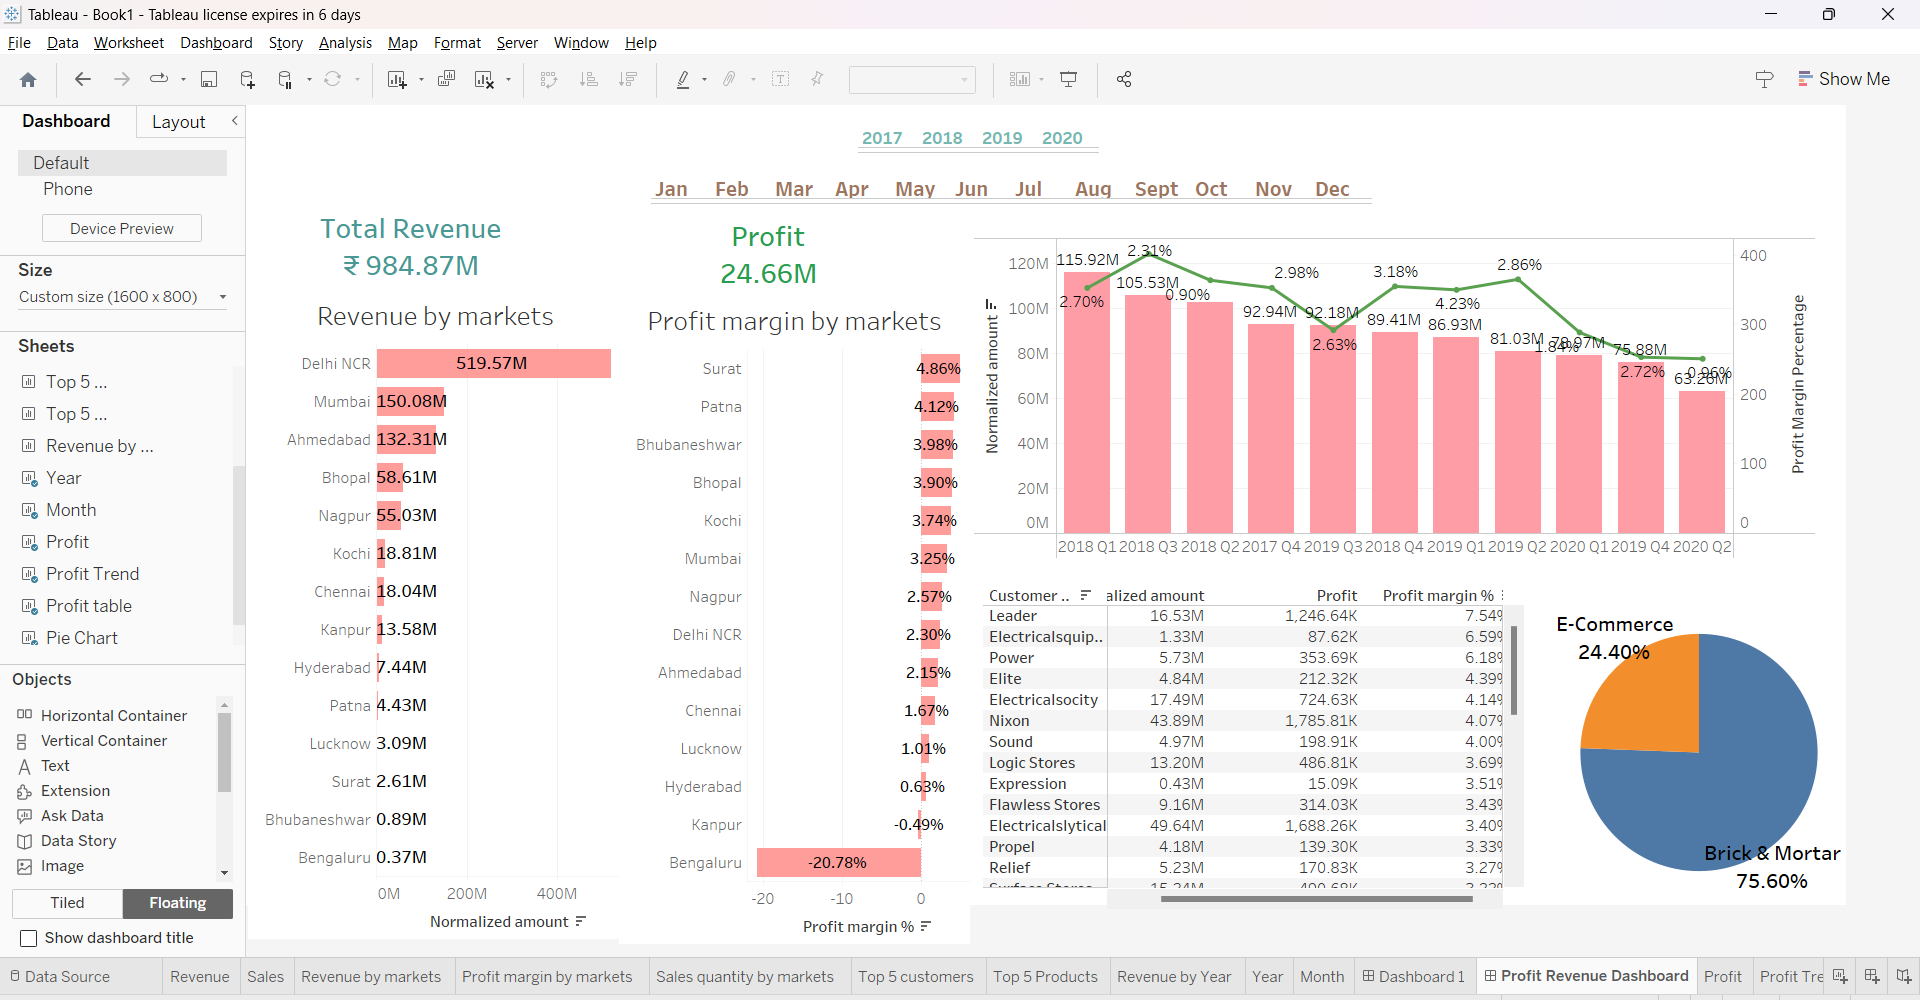 Tableau - Book1 - Tableau license expires in 6 days
File Data Worksheet Dashboard Story Analysis Map Format Server Window Help
Show Me
Dashboard Layout
Default
Phone
Device Preview
Size
Custom size (1600 x 800)
Sheets
Top 5 ...
Top 5 ...
Revenue by ...
Year
Month
Profit
Profit Trend
Profit table
Pie Chart
Objects
Horizontal Container
Vertical Container
Text
Extension
Ask Data
Data Story
Image
Tiled Floating
Show dashboard title
2017 2018 2019 2020
Jan Feb Mar Apr May Jun Jul Aug Sept Oct Nov Dec
Total Revenue
₹ 984.87M
Revenue by markets
Delhi NCR 519.57M
Mumbai 150.08M
Ahmedabad 132.31M
Bhopal 58.61M
Nagpur 55.03M
Kochi 18.81M
Chennai 18.04M
Kanpur 13.58M
Hyderabad 7.44M
Patna 4.43M
Lucknow 3.09M
Surat 2.61M
Bhubaneshwar 0.89M
Bengaluru 0.37M
0M 200M 400M
Normalized amount
Profit
24.66M
Profit margin by markets
Surat 4.86%
Patna 4.12%
Bhubaneshwar 3.98%
Bhopal 3.90%
Kochi 3.74%
Mumbai 3.25%
Nagpur 2.57%
Delhi NCR 2.30%
Ahmedabad 2.15%
Chennai 1.67%
Lucknow 1.01%
Hyderabad 0.63%
Kanpur -0.49%
Bengaluru -20.78%
-20 -10 0
Profit margin %
Normalized amount
120M
100M
80M
60M
40M
20M
0M
115.92M 105.53M 92.94M 92.18M 89.41M 86.93M 81.03M 78.97M 75.88M 63.26M
2.70% 2.31% 0.90% 2.98% 2.63% 3.18% 4.23% 2.86% 1.84% 2.72% 0.96%
400
300
200
100
0
Profit Margin Percentage
2018 Q1 2018 Q3 2018 Q2 2017 Q4 2019 Q3 2018 Q4 2019 Q1 2019 Q2 2020 Q1 2019 Q4 2020 Q2
Customer .. alized amount Profit Profit margin %
Leader 16.53M 1,246.64K 7.54%
Electricalsquip.. 1.33M 87.62K 6.59%
Power 5.73M 353.69K 6.18%
Elite 4.84M 212.32K 4.39%
Electricalsocity 17.49M 724.63K 4.14%
Nixon 43.89M 1,785.81K 4.07%
Sound 4.97M 198.91K 4.00%
Logic Stores 13.20M 486.81K 3.69%
Expression 0.43M 15.09K 3.51%
Flawless Stores 9.16M 314.03K 3.43%
Electricalslytical 49.64M 1,688.26K 3.40%
Propel 4.18M 139.30K 3.33%
Relief 5.23M 170.83K 3.27%
Surface Stores
E-Commerce
24.40%
Brick & Mortar
75.60%
Data Source Revenue Sales Revenue by markets Profit margin by markets Sales quantity by markets Top 5 customers Top 5 Products Revenue by Year Year Month Dashboard 1 Profit Revenue Dashboard Profit Profit Tre